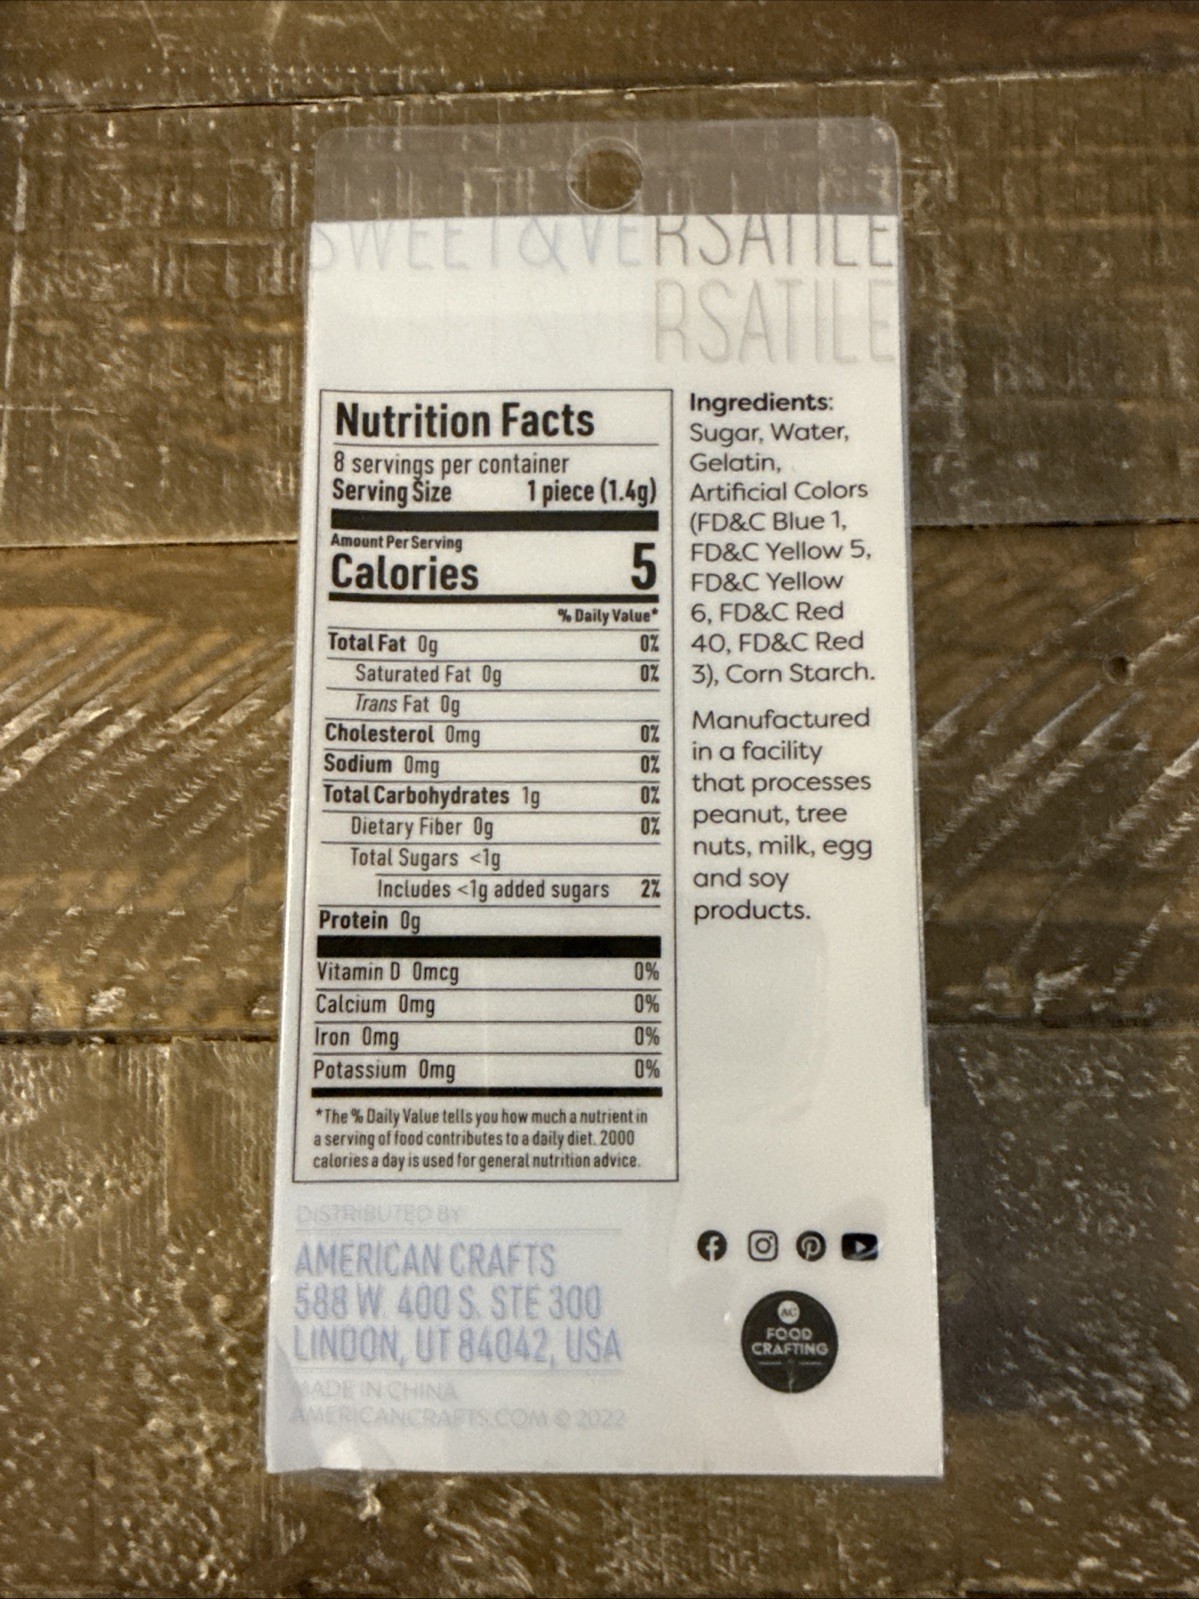 SWEET&VERSATILE
RSATILE
Nutrition Facts
8 servings per container
Serving Size 1 piece (1.4g)
Amount Per Serving
Calories 5
% Daily Value*
Total Fat 0g 0%
Saturated Fat 0g 0%
Trans Fat 0g
Cholesterol 0mg 0%
Sodium 0mg 0%
Total Carbohydrates 1g 0%
Dietary Fiber 0g 0%
Total Sugars <1g
Includes <1g added sugars 2%
Protein 0g
Vitamin D 0mcg 0%
Calcium 0mg 0%
Iron 0mg 0%
Potassium 0mg 0%
*The % Daily Value tells you how much a nutrient in
a serving of food contributes to a daily diet. 2000
calories a day is used for general nutrition advice.
Ingredients:
Sugar, Water,
Gelatin,
Artificial Colors
(FD&C Blue 1,
FD&C Yellow 5,
FD&C Yellow
6, FD&C Red
40, FD&C Red
3), Corn Starch.
Manufactured
in a facility
that processes
peanut, tree
nuts, milk, egg
and soy
products.
DISTRIBUTED BY
AMERICAN CRAFTS
588 W. 400 S. STE 300
LINDON, UT 84042, USA
MADE IN CHINA
AMERICANCRAFTS.COM © 2022
AC
FOOD
CRAFTING